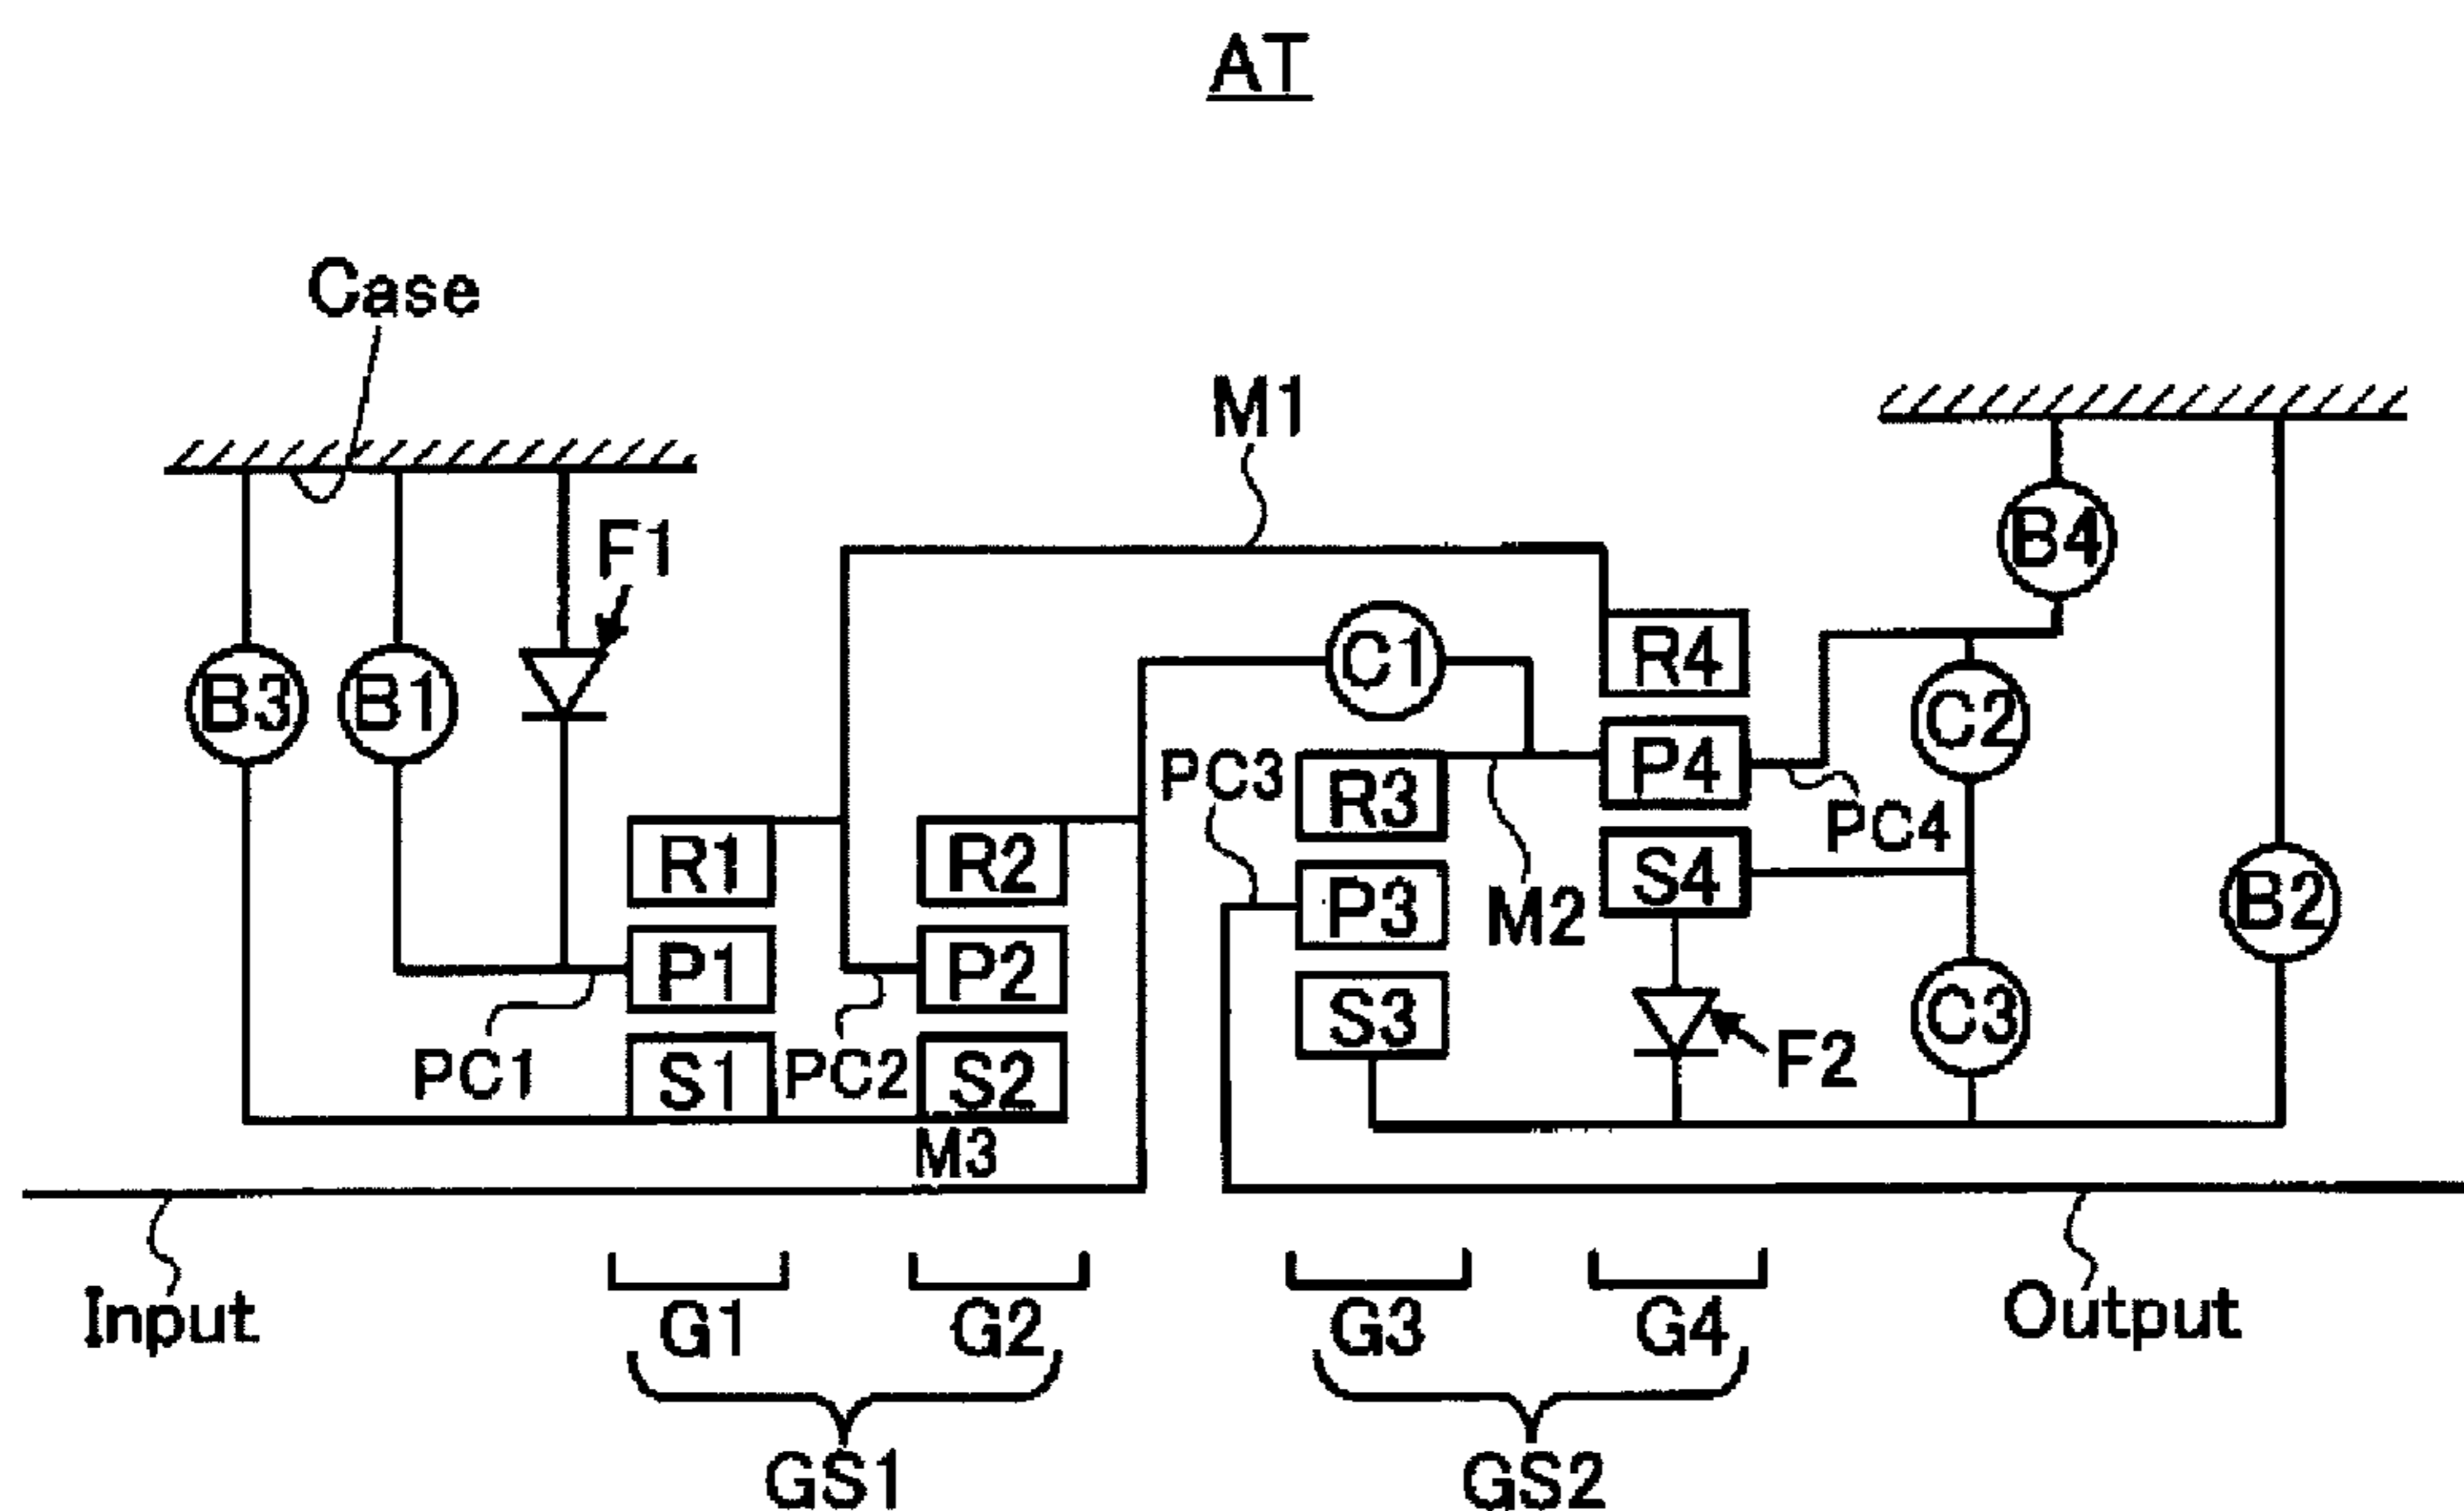 AT
Case
M1
F1
B4
C1
R4
B3
B1
C2
P4
PC3
R3
PC4
R1
R2
S4
B2
P3
M2
P1
P2
S3
C3
F2
PC1
S1
PC2
S2
M3
Input
Output
G1
G2
G3
G4
GS1
GS2